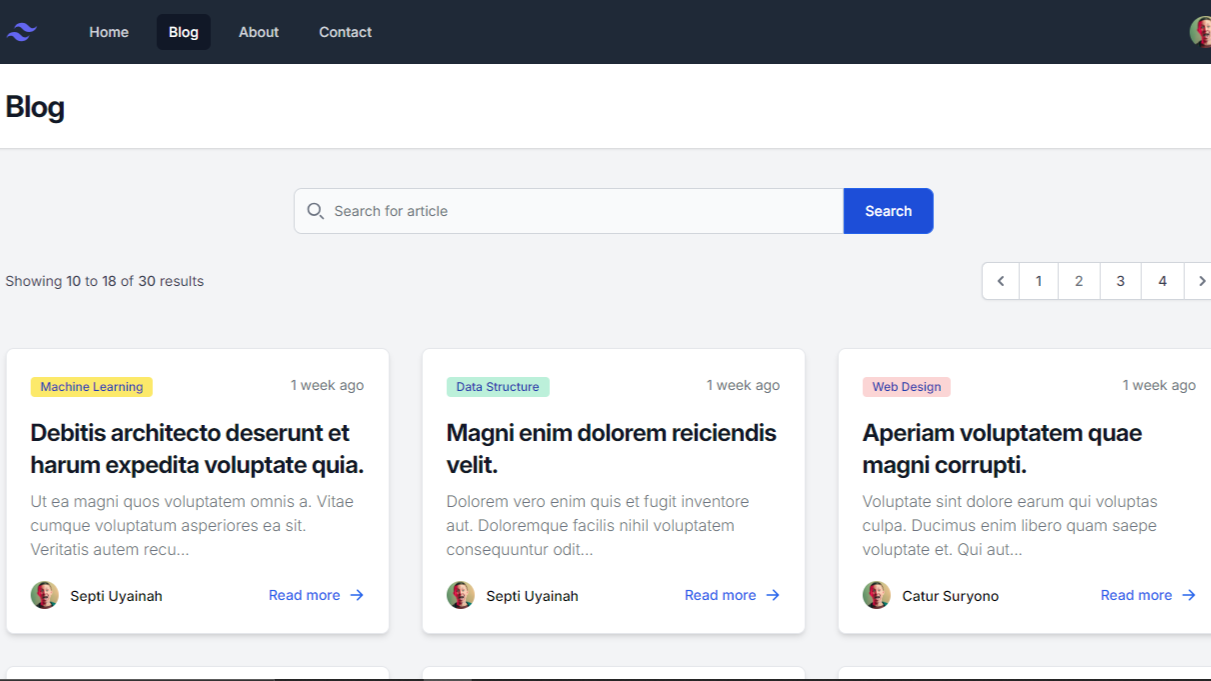 Home Blog About Contact
Blog
Search for article Search
Showing 10 to 18 of 30 results 1 2 3 4
Machine Learning 1 week ago
Debitis architecto deserunt et
harum expedita voluptate quia.
Ut ea magni quos voluptatem omnis a. Vitae
cumque voluptatum asperiores ea sit.
Veritatis autem recu...
Septi Uyainah Read more →
Data Structure 1 week ago
Magni enim dolorem reiciendis
velit.
Dolorem vero enim quis et fugit inventore
aut. Doloremque facilis nihil voluptatem
consequuntur odit...
Septi Uyainah Read more →
Web Design 1 week ago
Aperiam voluptatem quae
magni corrupti.
Voluptate sint dolore earum qui voluptas
culpa. Ducimus enim libero quam saepe
voluptate et. Qui aut...
Catur Suryono Read more →